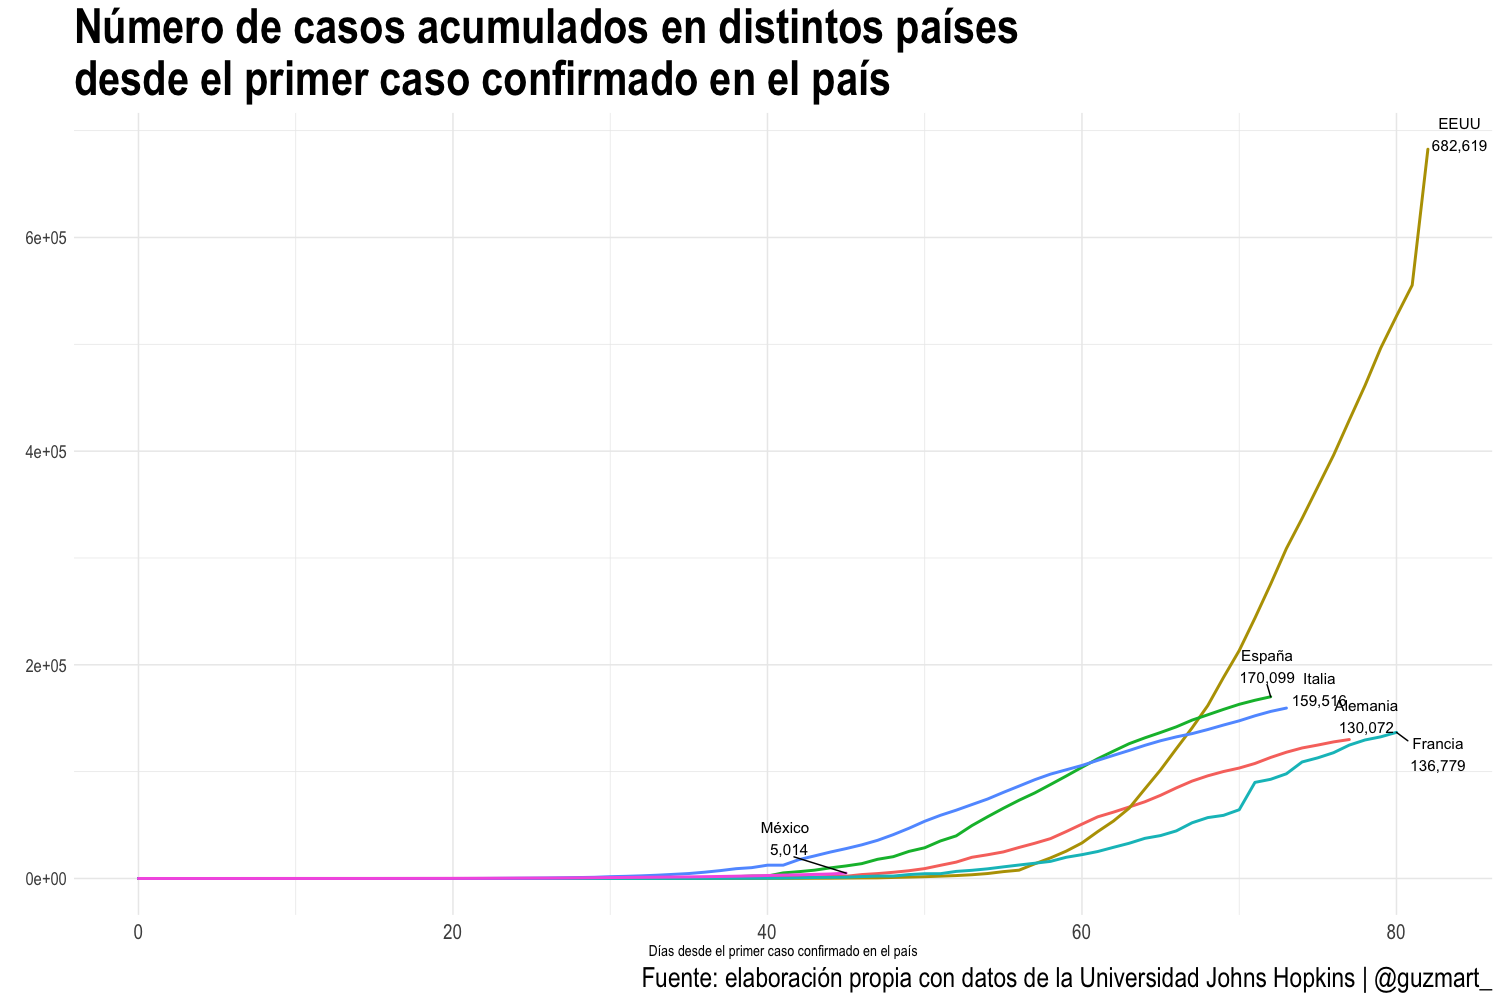 Número de casos acumulados en distintos países
desde el primer caso confirmado en el país
EEUU
682,619
6e+05
4e+05
2e+05
0e+00
España
170,099
Italia
159,516
Alemania
130,072
Francia
136,779
México
5,014
0
20
40
60
80
Días desde el primer caso confirmado en el país
Fuente: elaboración propia con datos de la Universidad Johns Hopkins | @guzmart_